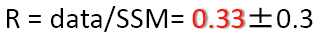 R = data/SSM= 0.33±0.3